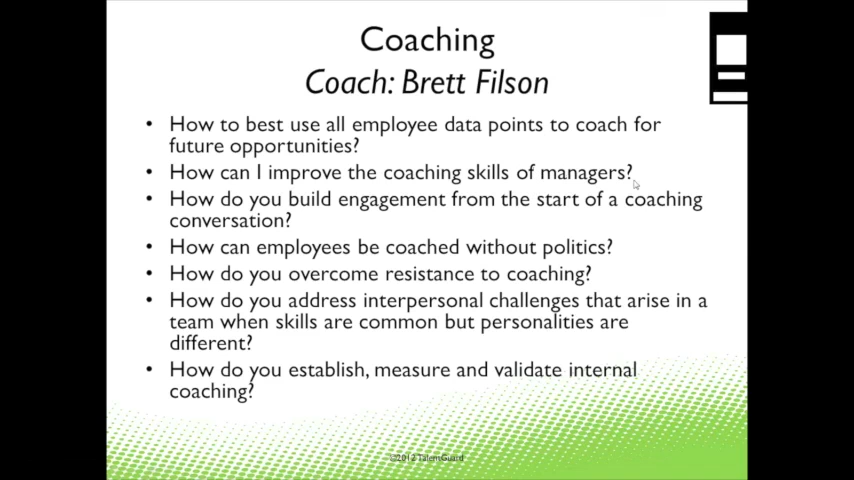 Coaching
Coach: Brett Filson
• How to best use all employee data points to coach for
future opportunities?
• How can I improve the coaching skills of managers?
• How do you build engagement from the start of a coaching
conversation?
• How can employees be coached without politics?
• How do you overcome resistance to coaching?
• How do you address interpersonal challenges that arise in a
team when skills are common but personalities are
different?
• How do you establish, measure and validate internal
coaching?
©2012 TalentGuard